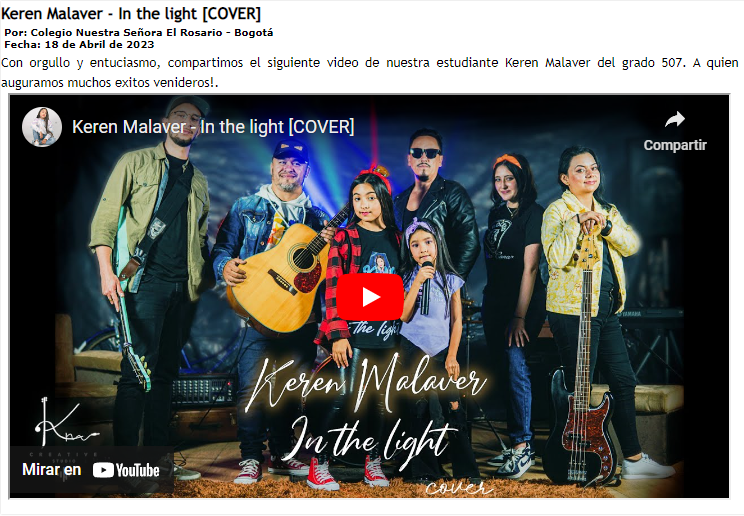 Keren Malaver - In the light [COVER]
Por: Colegio Nuestra Señora El Rosario - Bogotá
Fecha: 18 de Abril de 2023
Con orgullo y entuciasmo, compartimos el siguiente video de nuestra estudiante Keren Malaver del grado 507. A quien
auguramos muchos exitos venideros!.
Keren Malaver - In the light [COVER]
Compartir
in the light
Keren Malaver
In the light
cover
CREATIVE
STUDIO
Mirar en YouTube